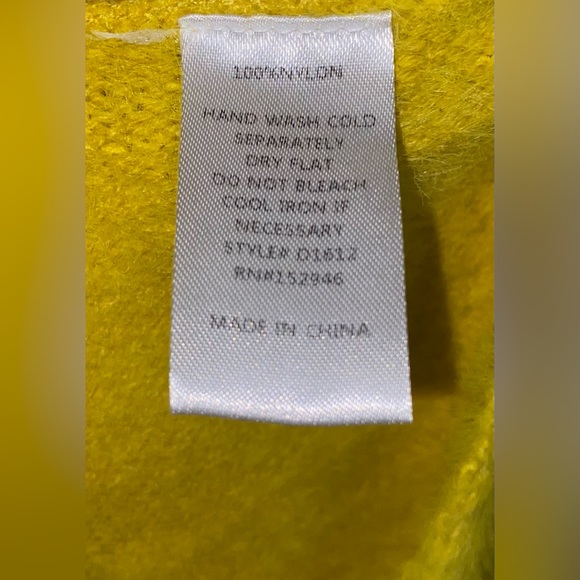 100%NYLON
HAND WASH COLD
SEPARATELY
DRY FLAT
DO NOT BLEACH
COOL IRON IF
NECESSARY
STYLE# D1612
RN#152946
MADE IN CHINA